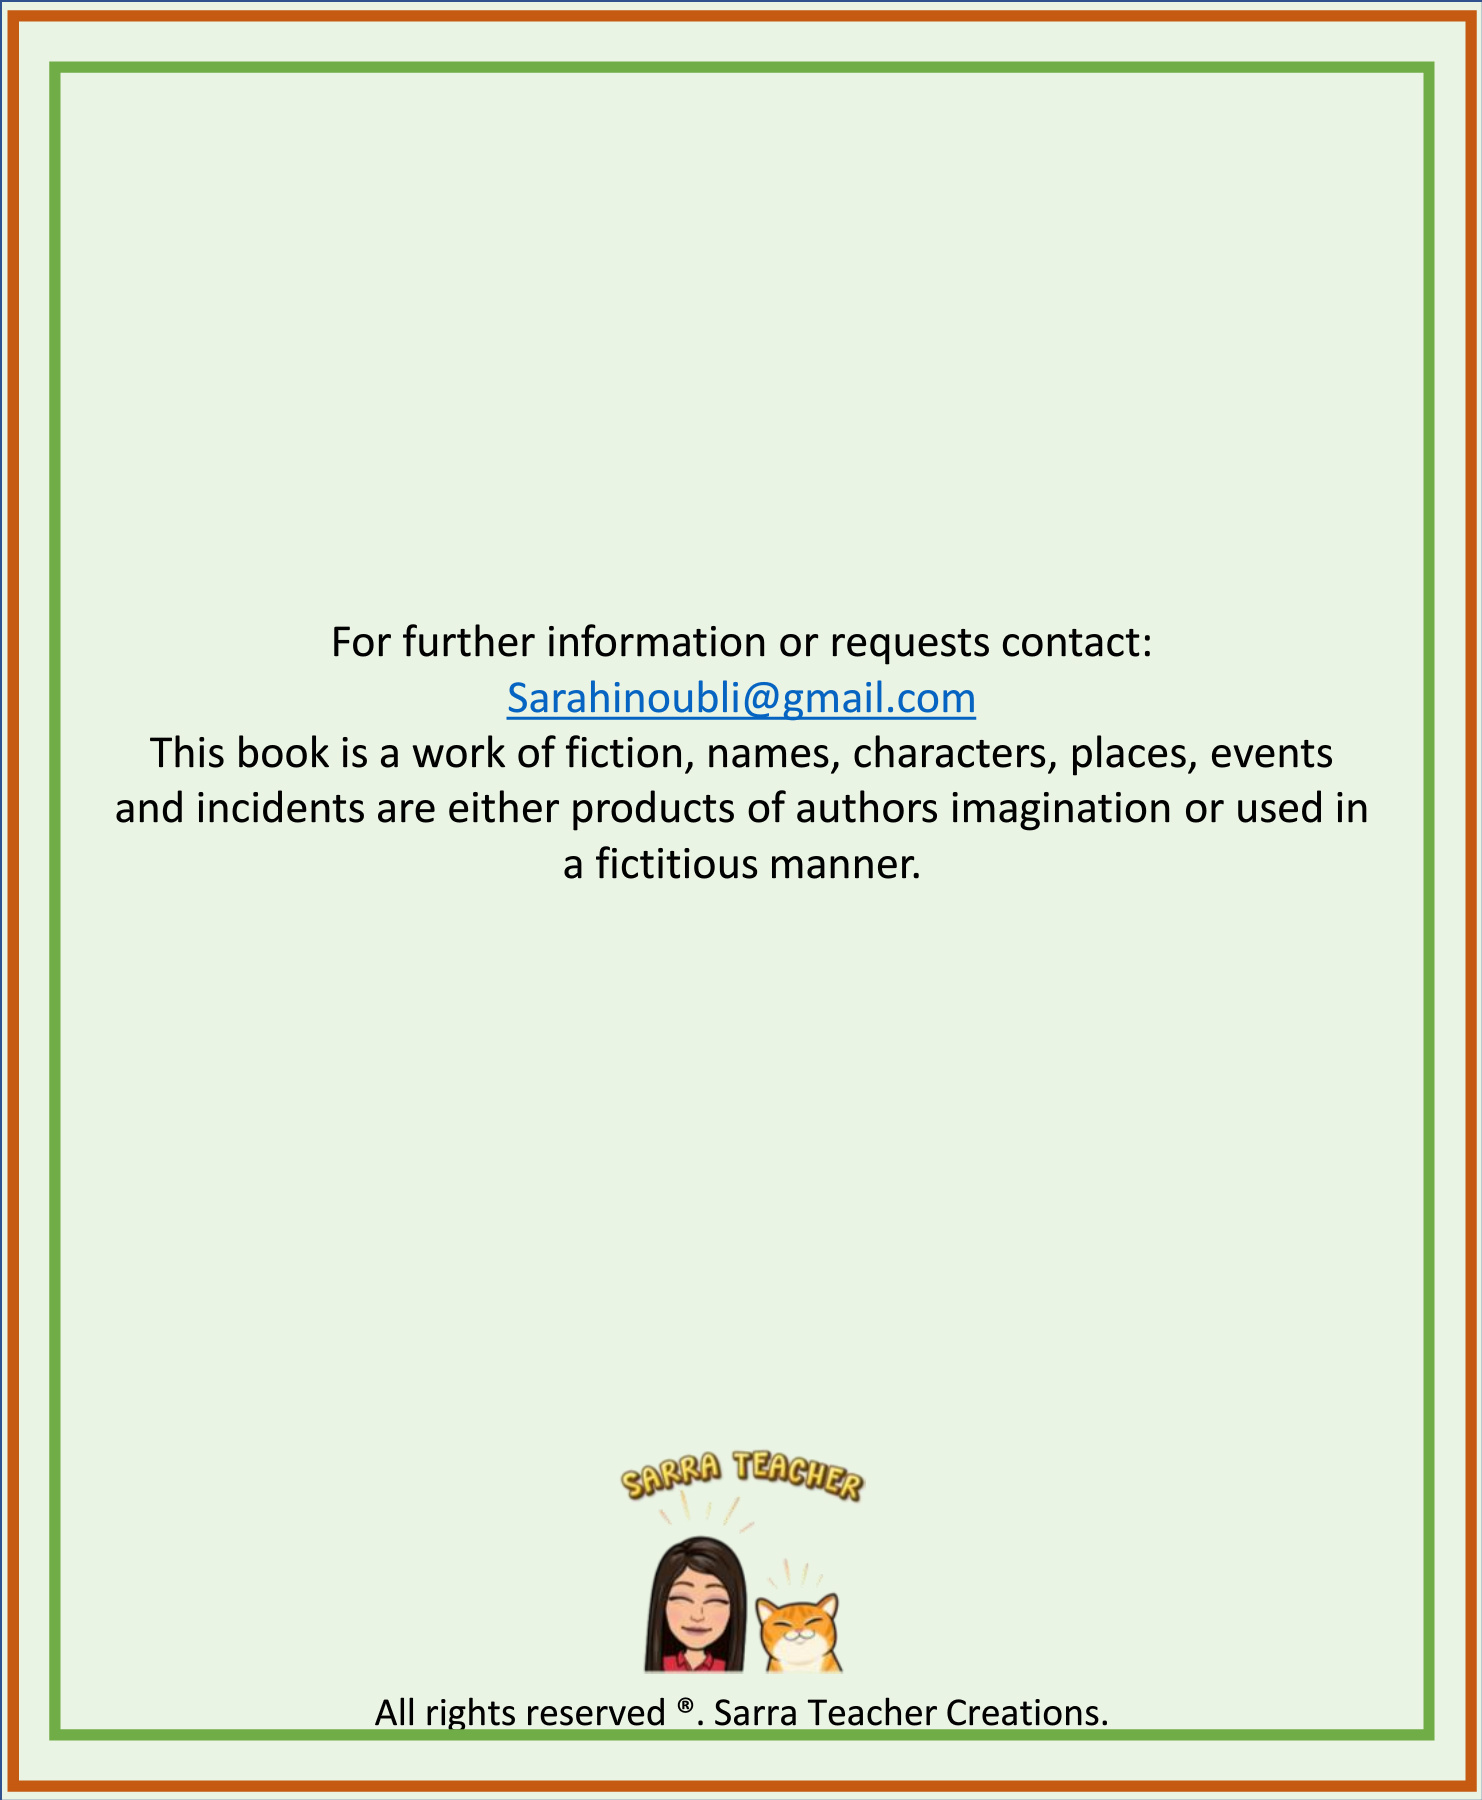 For further information or requests contact:
Sarahinoubli@gmail.com
This book is a work of fiction, names, characters, places, events
and incidents are either products of authors imagination or used in
a fictitious manner.
SARRA TEACHER
All rights reserved ®. Sarra Teacher Creations.